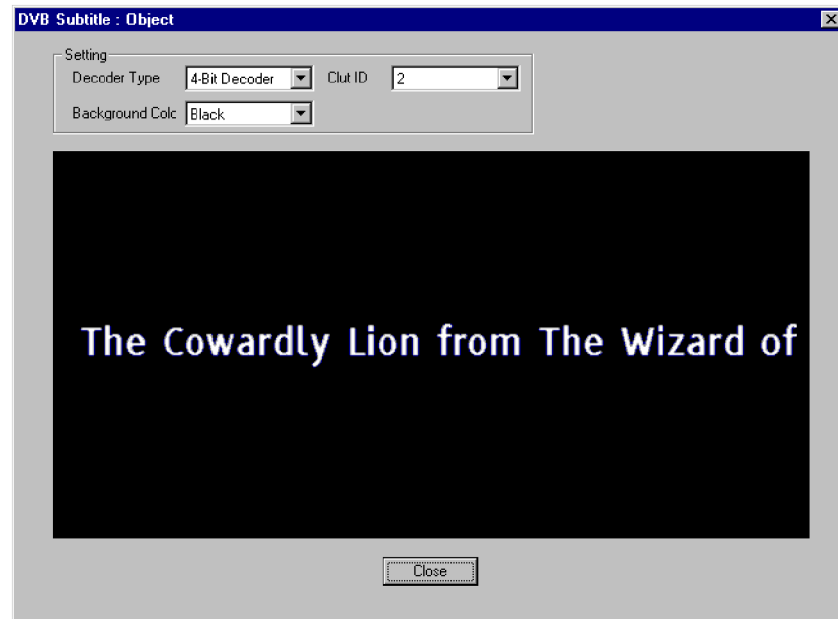 DVB Subtitle : Object
Setting
Decoder Type 4-Bit Decoder Clut ID 2
Background Colc Black
The Cowardly Lion from The Wizard of
Close